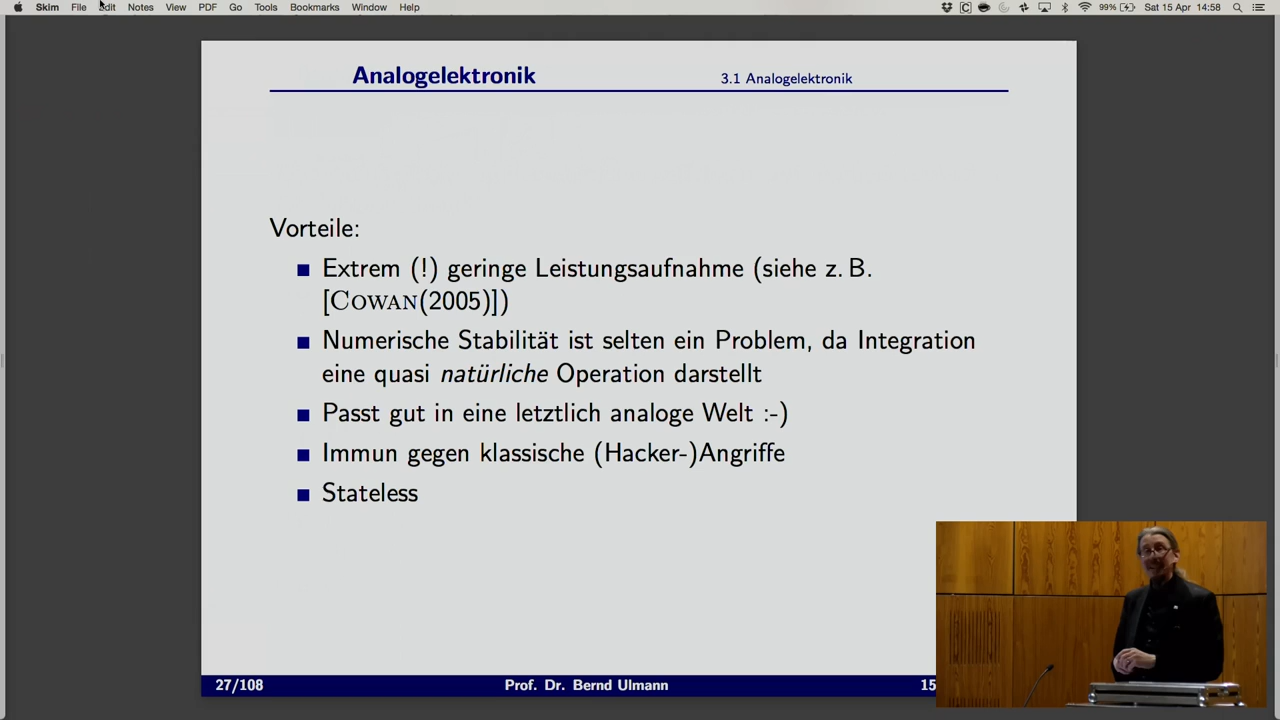 Skim File Edit Notes View PDF Go Tools Bookmarks Window Help 99% Sat 15 Apr 14:58
Analogelektronik 3.1 Analogelektronik
Vorteile:
Extrem (!) geringe Leistungsaufnahme (siehe z. B.
[COWAN(2005)])
Numerische Stabilität ist selten ein Problem, da Integration
eine quasi natürliche Operation darstellt
Passt gut in eine letztlich analoge Welt :-)
Immun gegen klassische (Hacker-)Angriffe
Stateless
27/108 Prof. Dr. Bernd Ulmann 15